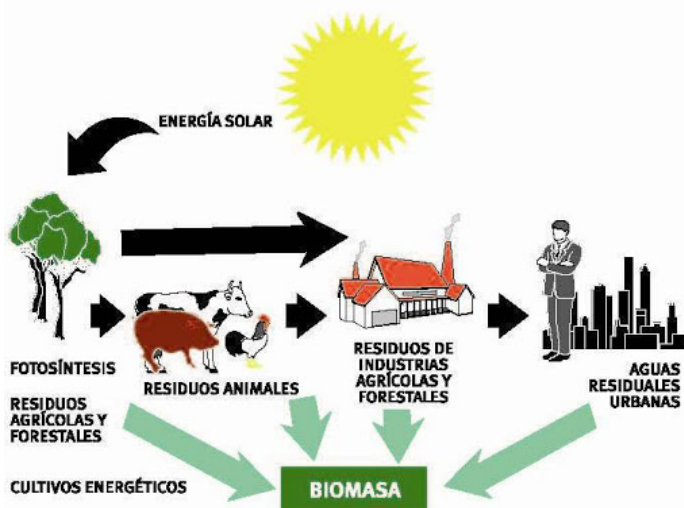 ENERGÍA SOLAR
FOTOSÍNTESIS
RESIDUOS
AGRÍCOLAS Y
FORESTALES
CULTIVOS ENERGÉTICOS
RESIDUOS ANIMALES
RESIDUOS DE
INDUSTRIAS
AGRÍCOLAS Y
FORESTALES
AGUAS
RESIDUALES
URBANAS
BIOMASA